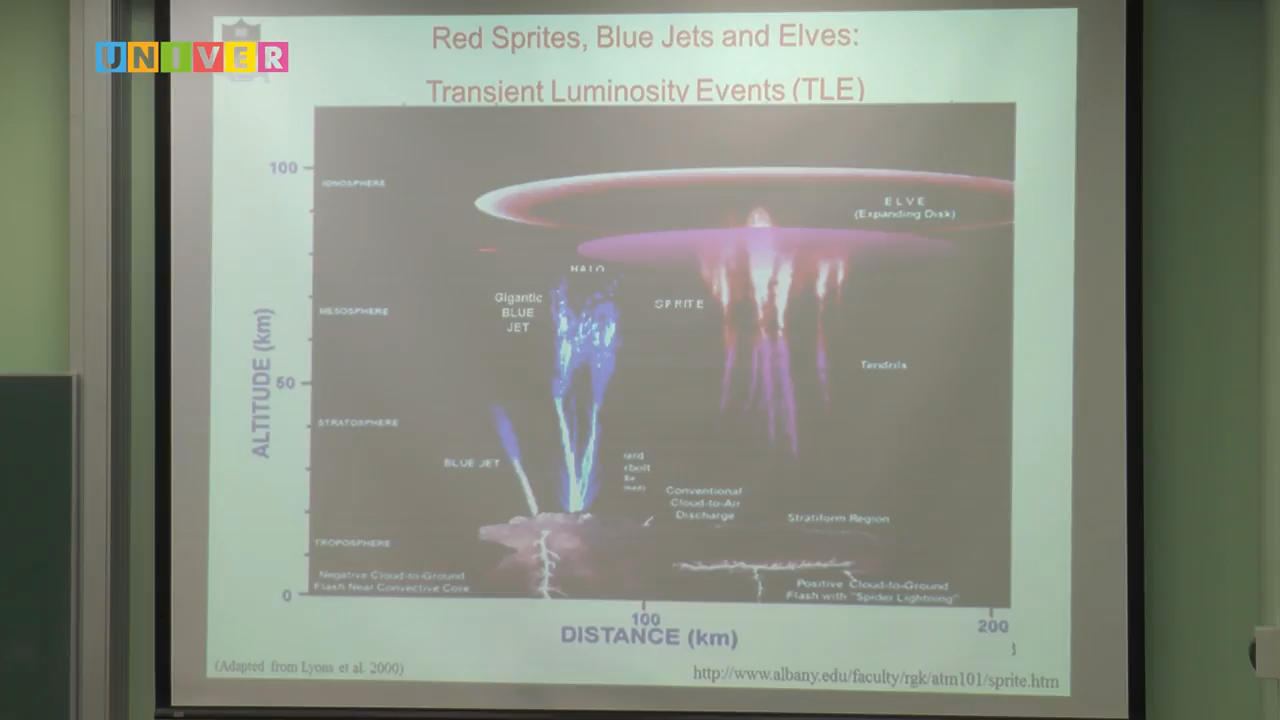 UNIVER
Red Sprites, Blue Jets and Elves:
Transient Luminosity Events (TLE)
100
IONOSPHERE
ELVE
(Expanding Disk)
HALO
Gigantic
BLUE
JET
SPRITE
MESOSPHERE
ALTITUDE (km)
Tendrils
50
STRATOSPHERE
BLUE JET
Conventional
Cloud-to-Air
Discharge
Stratiform Region
TROPOSPHERE
Negative Cloud-to-Ground
Flash Near Convective Core
Positive Cloud-to-Ground
Flash with "Spider Lightning"
0
100
200
DISTANCE (km)
(Adapted from Lyons et al. 2000)
http://www.albany.edu/faculty/rgk/atm101/sprite.htm